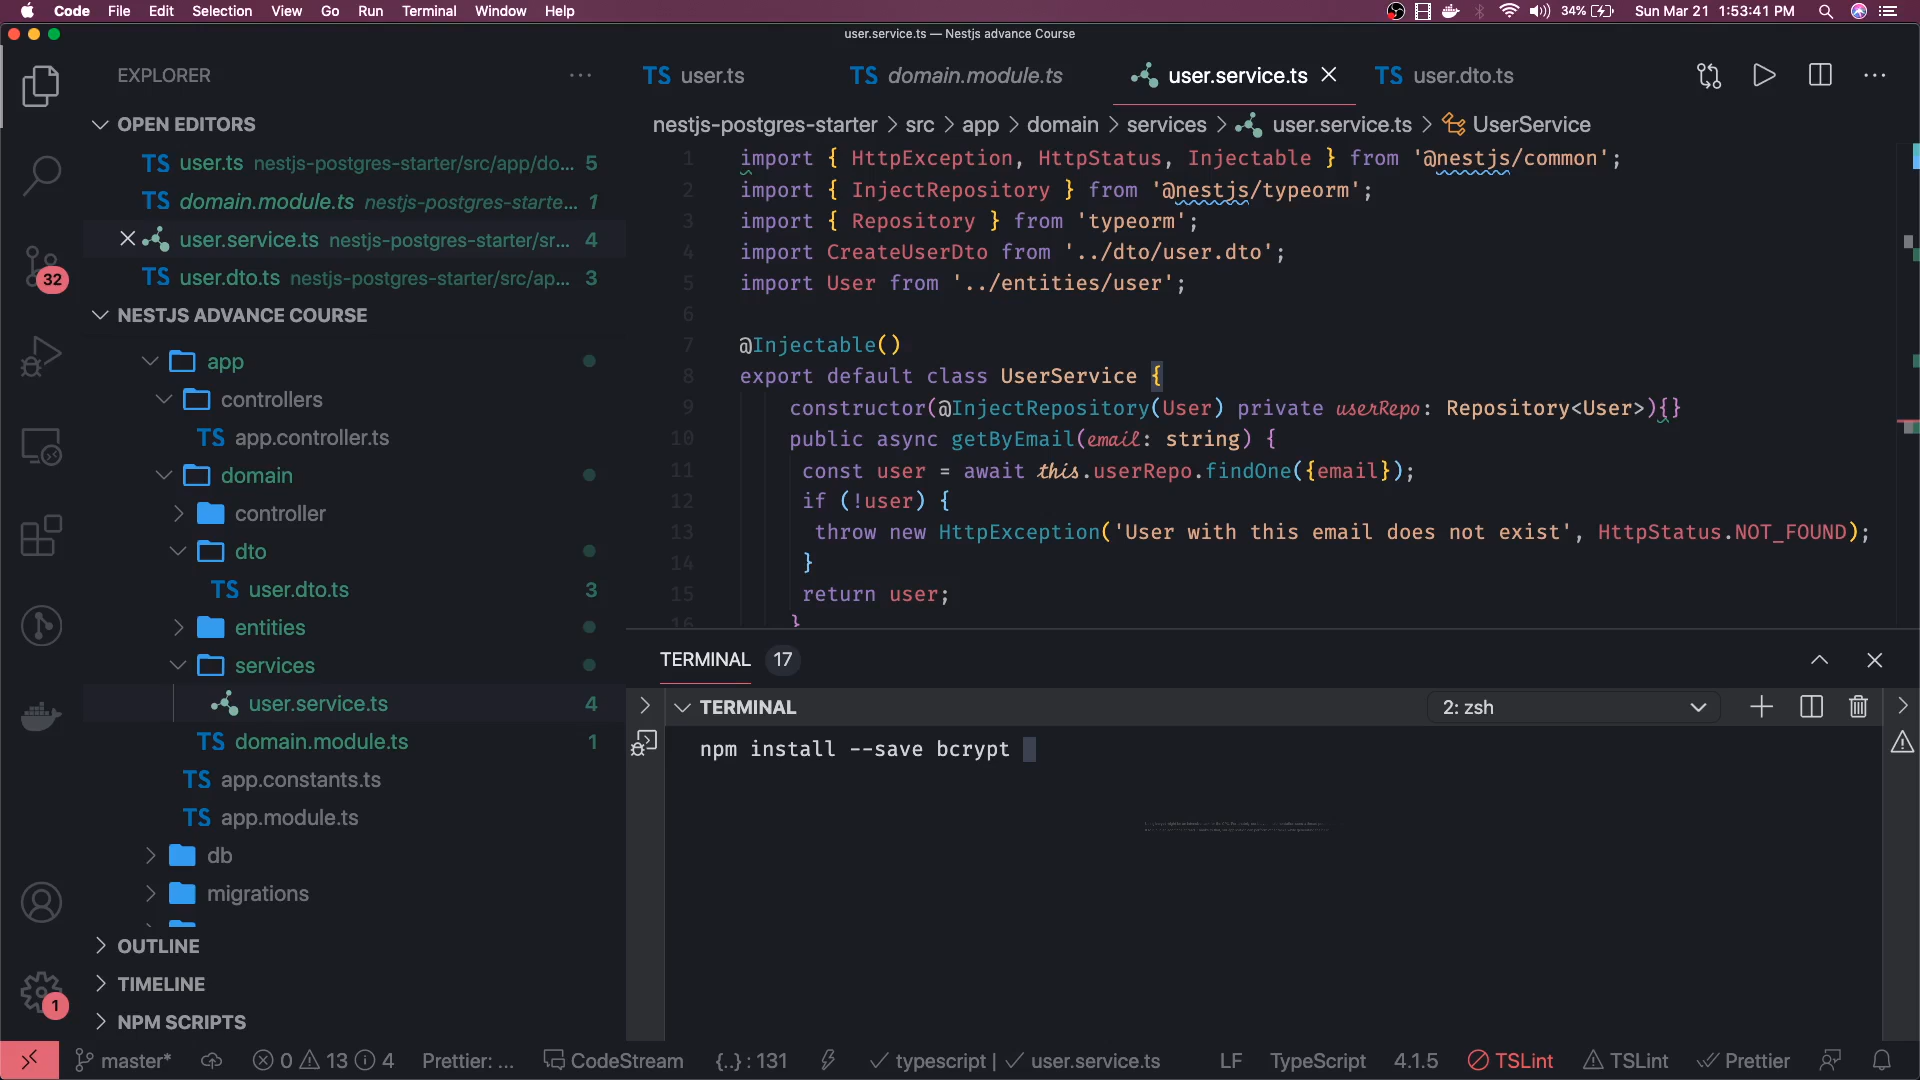 Code File Edit Selection View Go Run Terminal Window Help 34% Sun Mar 21 1:53:41 PM
user.service.ts — Nestjs advance Course
EXPLORER
TS user.ts TS domain.module.ts user.service.ts TS user.dto.ts
OPEN EDITORS
TS user.ts nestjs-postgres-starter/src/app/do... 5
TS domain.module.ts nestjs-postgres-starte... 1
user.service.ts nestjs-postgres-starter/sr... 4
TS user.dto.ts nestjs-postgres-starter/src/ap... 3
32
NESTJS ADVANCE COURSE
app
controllers
TS app.controller.ts
domain
controller
dto
TS user.dto.ts 3
entities
services
user.service.ts 4
TS domain.module.ts 1
TS app.constants.ts
TS app.module.ts
db
migrations
OUTLINE
TIMELINE
1
NPM SCRIPTS
nestjs-postgres-starter > src > app > domain > services > user.service.ts > UserService
1 import { HttpException, HttpStatus, Injectable } from '@nestjs/common';
2 import { InjectRepository } from '@nestjs/typeorm';
3 import { Repository } from 'typeorm';
4 import CreateUserDto from '../dto/user.dto';
5 import User from '../entities/user';
6
7 @Injectable()
8 export default class UserService {
9 constructor(@InjectRepository(User) private userRepo: Repository<User>){}
10 public async getByEmail(email: string) {
11 const user = await this.userRepo.findOne({email});
12 if (!user) {
13 throw new HttpException('User with this email does not exist', HttpStatus.NOT_FOUND);
14 }
15 return user;
16 }
TERMINAL 17
TERMINAL 2: zsh
npm install --save bcrypt
master* 0 13 4 Prettier: ... CodeStream {..} : 131 typescript | user.service.ts LF TypeScript 4.1.5 TSLint TSLint Prettier